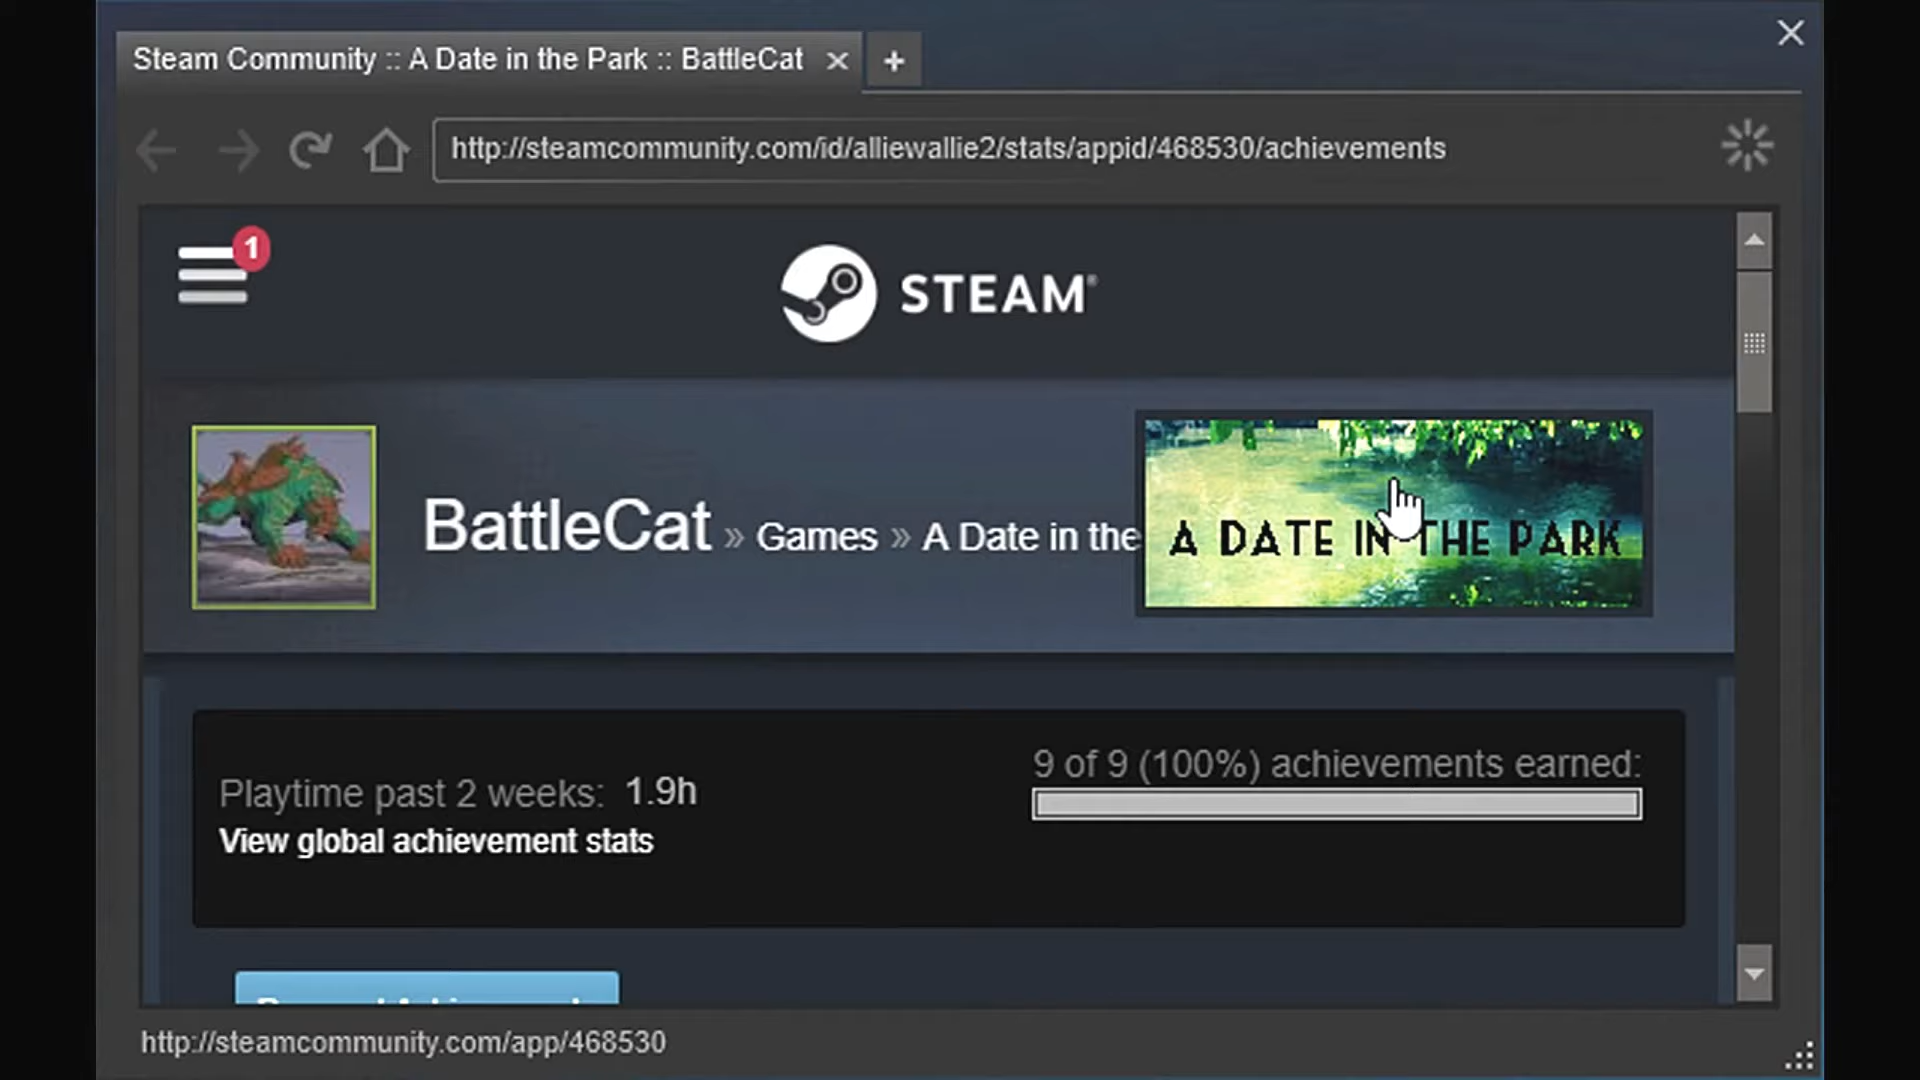 Steam Community :: A Date in the Park :: BattleCat
http://steamcommunity.com/id/alliewallie2/stats/appid/468530/achievements
1
STEAM®
BattleCat » Games » A Date in the
A DATE IN THE PARK
Playtime past 2 weeks: 1.9h
9 of 9 (100%) achievements earned:
View global achievement stats
http://steamcommunity.com/app/468530